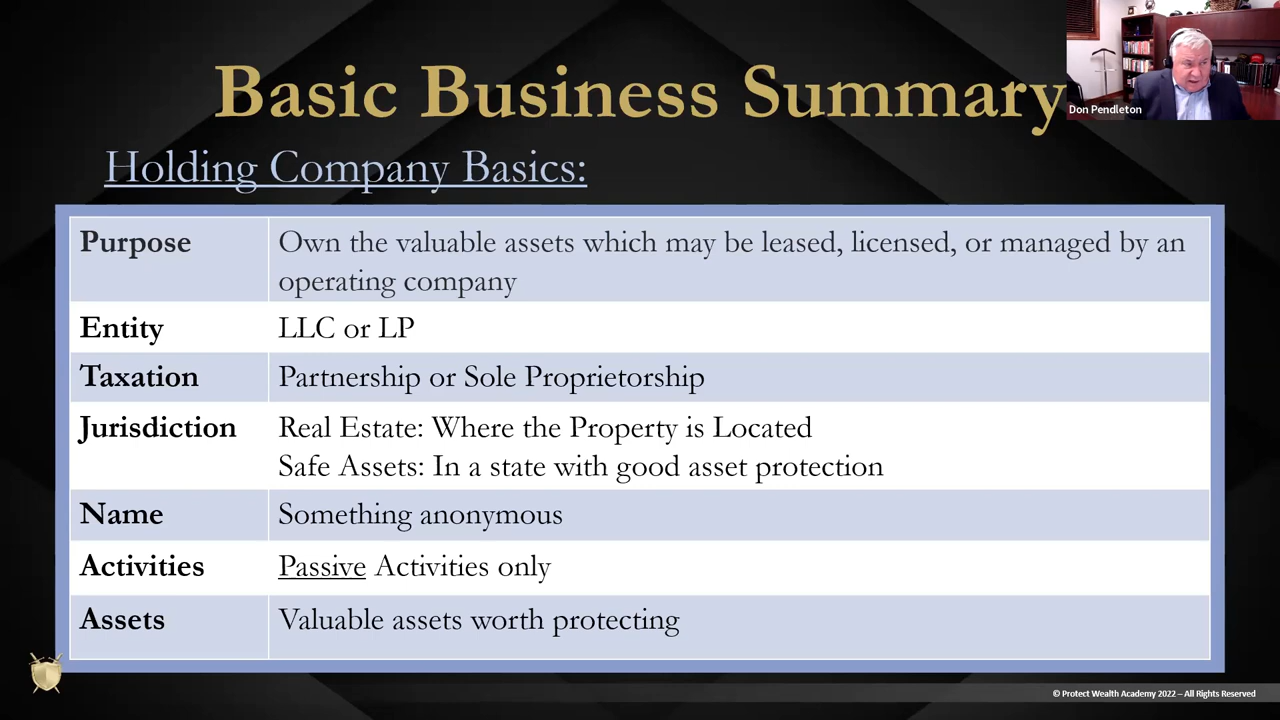 Basic Business Summary
Don Pendleton
Holding Company Basics:
Purpose
Own the valuable assets which may be leased, licensed, or managed by an
operating company
Entity
LLC or LP
Taxation
Partnership or Sole Proprietorship
Jurisdiction
Real Estate: Where the Property is Located
Safe Assets: In a state with good asset protection
Name
Something anonymous
Activities
Passive Activities only
Assets
Valuable assets worth protecting
© Protect Wealth Academy 2022 – All Rights Reserved